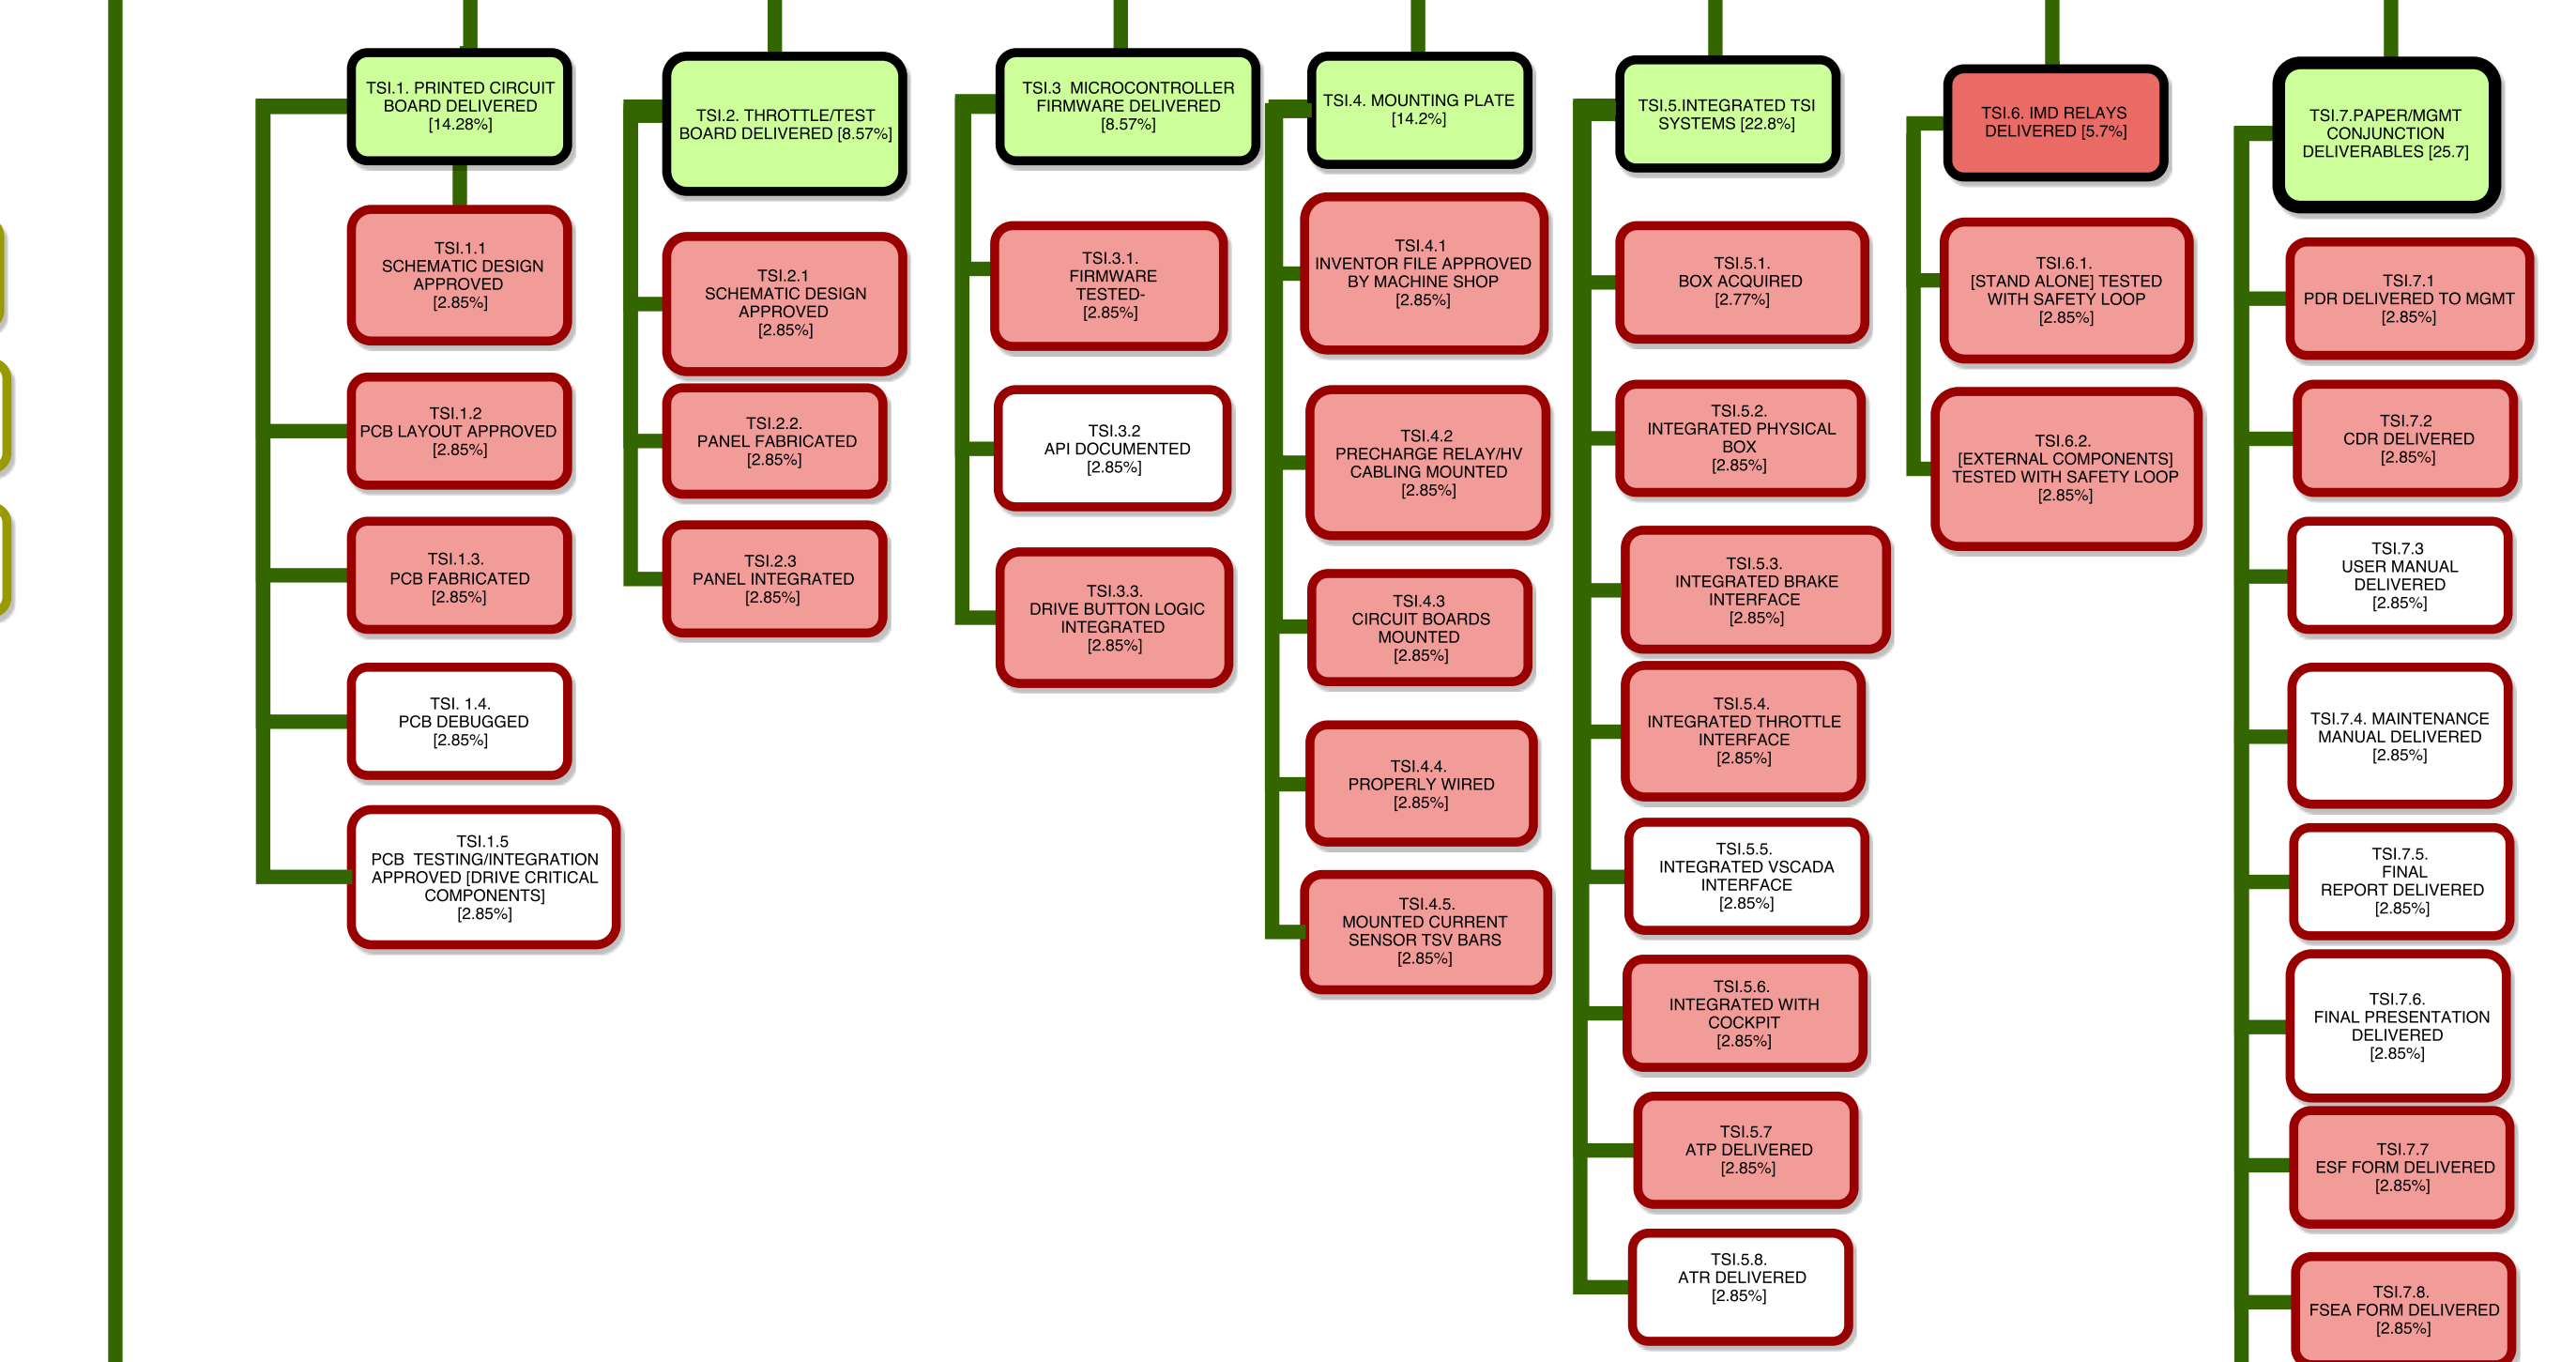 TSI.1. PRINTED CIRCUIT
BOARD DELIVERED
[14.28%]
TSI.1.1
SCHEMATIC DESIGN
APPROVED
[2.85%]
TSI.1.2
PCB LAYOUT APPROVED
[2.85%]
TSI.1.3.
PCB FABRICATED
[2.85%]
TSI. 1.4.
PCB DEBUGGED
[2.85%]
TSI.1.5
PCB TESTING/INTEGRATION
APPROVED [DRIVE CRITICAL
COMPONENTS]
[2.85%]
TSI.2. THROTTLE/TEST
BOARD DELIVERED [8.57%]
TSI.2.1
SCHEMATIC DESIGN
APPROVED
[2.85%]
TSI.2.2.
PANEL FABRICATED
[2.85%]
TSI.2.3
PANEL INTEGRATED
[2.85%]
TSI.3 MICROCONTROLLER
FIRMWARE DELIVERED
[8.57%]
TSI.3.1.
FIRMWARE
TESTED-
[2.85%]
TSI.3.2
API DOCUMENTED
[2.85%]
TSI.3.3.
DRIVE BUTTON LOGIC
INTEGRATED
[2.85%]
TSI.4. MOUNTING PLATE
[14.2%]
TSI.4.1
INVENTOR FILE APPROVED
BY MACHINE SHOP
[2.85%]
TSI.4.2
PRECHARGE RELAY/HV
CABLING MOUNTED
[2.85%]
TSI.4.3
CIRCUIT BOARDS
MOUNTED
[2.85%]
TSI.4.4.
PROPERLY WIRED
[2.85%]
TSI.4.5.
MOUNTED CURRENT
SENSOR TSV BARS
[2.85%]
TSI.5.INTEGRATED TSI
SYSTEMS [22.8%]
TSI.5.1.
BOX ACQUIRED
[2.77%]
TSI.5.2.
INTEGRATED PHYSICAL
BOX
[2.85%]
TSI.5.3.
INTEGRATED BRAKE
INTERFACE
[2.85%]
TSI.5.4.
INTEGRATED THROTTLE
INTERFACE
[2.85%]
TSI.5.5.
INTEGRATED VSCADA
INTERFACE
[2.85%]
TSI.5.6.
INTEGRATED WITH
COCKPIT
[2.85%]
TSI.5.7
ATP DELIVERED
[2.85%]
TSI.5.8.
ATR DELIVERED
[2.85%]
TSI.6. IMD RELAYS
DELIVERED [5.7%]
TSI.6.1.
[STAND ALONE] TESTED
WITH SAFETY LOOP
[2.85%]
TSI.6.2.
[EXTERNAL COMPONENTS]
TESTED WITH SAFETY LOOP
[2.85%]
TSI.7.PAPER/MGMT
CONJUNCTION
DELIVERABLES [25.7]
TSI.7.1
PDR DELIVERED TO MGMT
[2.85%]
TSI.7.2
CDR DELIVERED
[2.85%]
TSI.7.3
USER MANUAL
DELIVERED
[2.85%]
TSI.7.4. MAINTENANCE
MANUAL DELIVERED
[2.85%]
TSI.7.5.
FINAL
REPORT DELIVERED
[2.85%]
TSI.7.6.
FINAL PRESENTATION
DELIVERED
[2.85%]
TSI.7.7
ESF FORM DELIVERED
[2.85%]
TSI.7.8.
FSEA FORM DELIVERED
[2.85%]